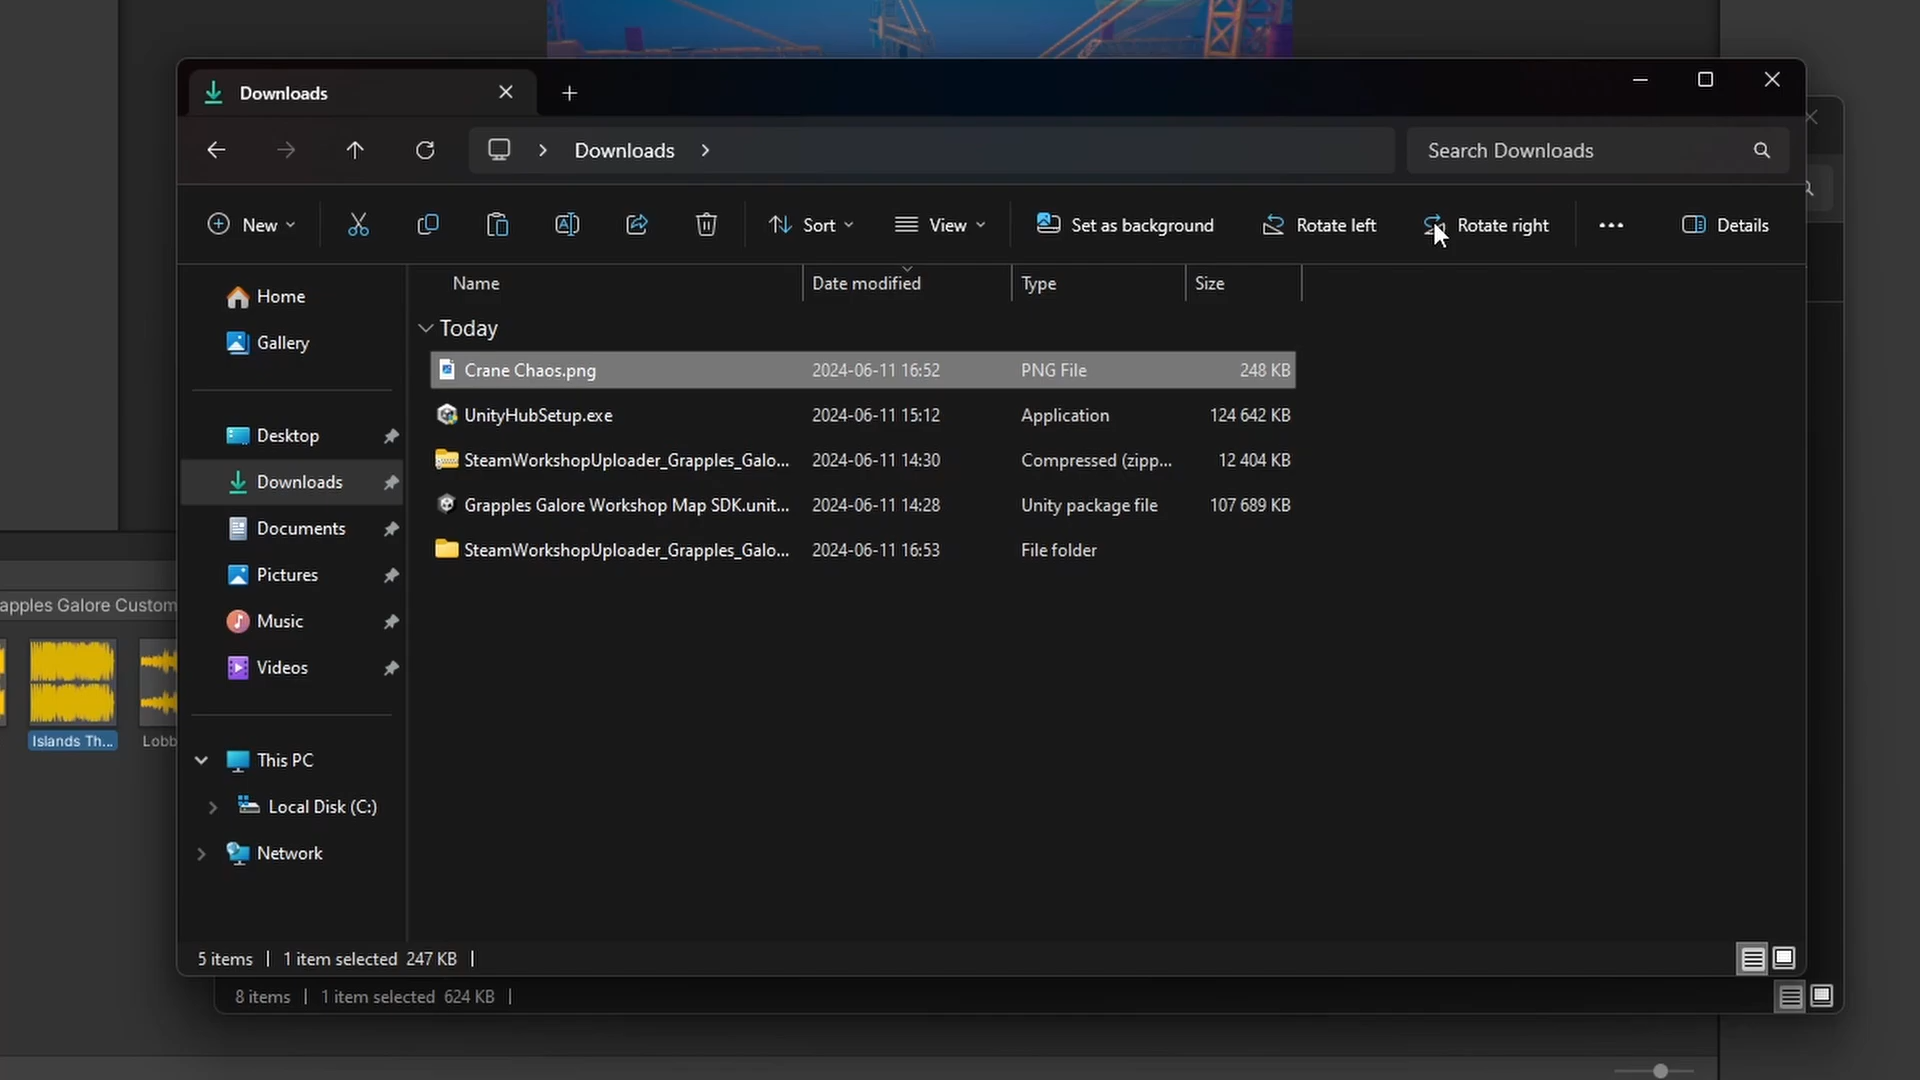 Downloads
Downloads
Search Downloads
New
Sort
View
Set as background
Rotate left
Rotate right
Details
Home
Gallery
Desktop
Downloads
Documents
Pictures
Music
Videos
This PC
Local Disk (C:)
Network
Name Date modified Type Size
Today
Crane Chaos.png 2024-06-11 16:52 PNG File 248 KB
UnityHubSetup.exe 2024-06-11 15:12 Application 124 642 KB
SteamWorkshopUploader_Grapples_Galo... 2024-06-11 14:30 Compressed (zipp... 12 404 KB
Grapples Galore Workshop Map SDK.unit... 2024-06-11 14:28 Unity package file 107 689 KB
SteamWorkshopUploader_Grapples_Galo... 2024-06-11 16:53 File folder
5 items 1 item selected 247 KB
8 items 1 item selected 624 KB
apples Galore Custom
Islands Th...
Lobb